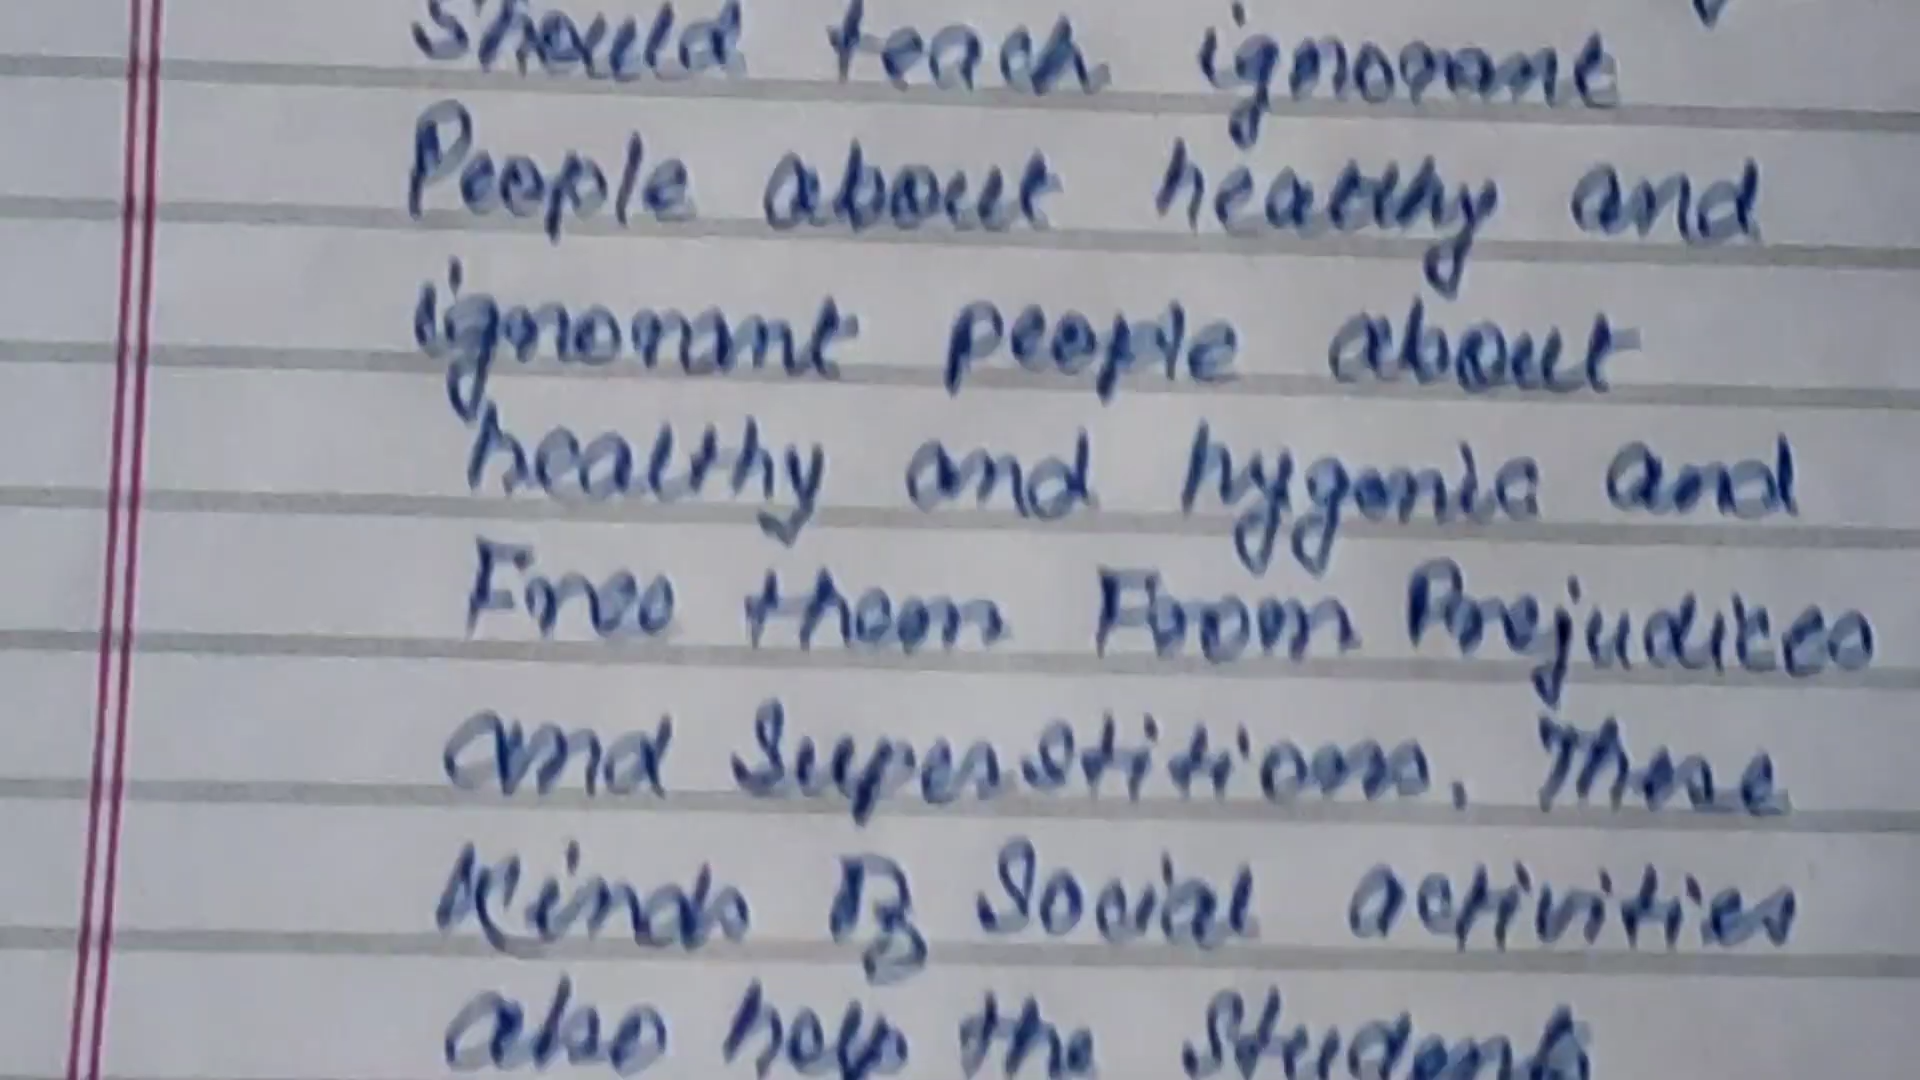 Should teach ignorant
People about healthy and
ignorant people about
healthy and hygenic and
Free them From Prejudices
and Superstitions. These
Kinds of Social activities
also help the Students